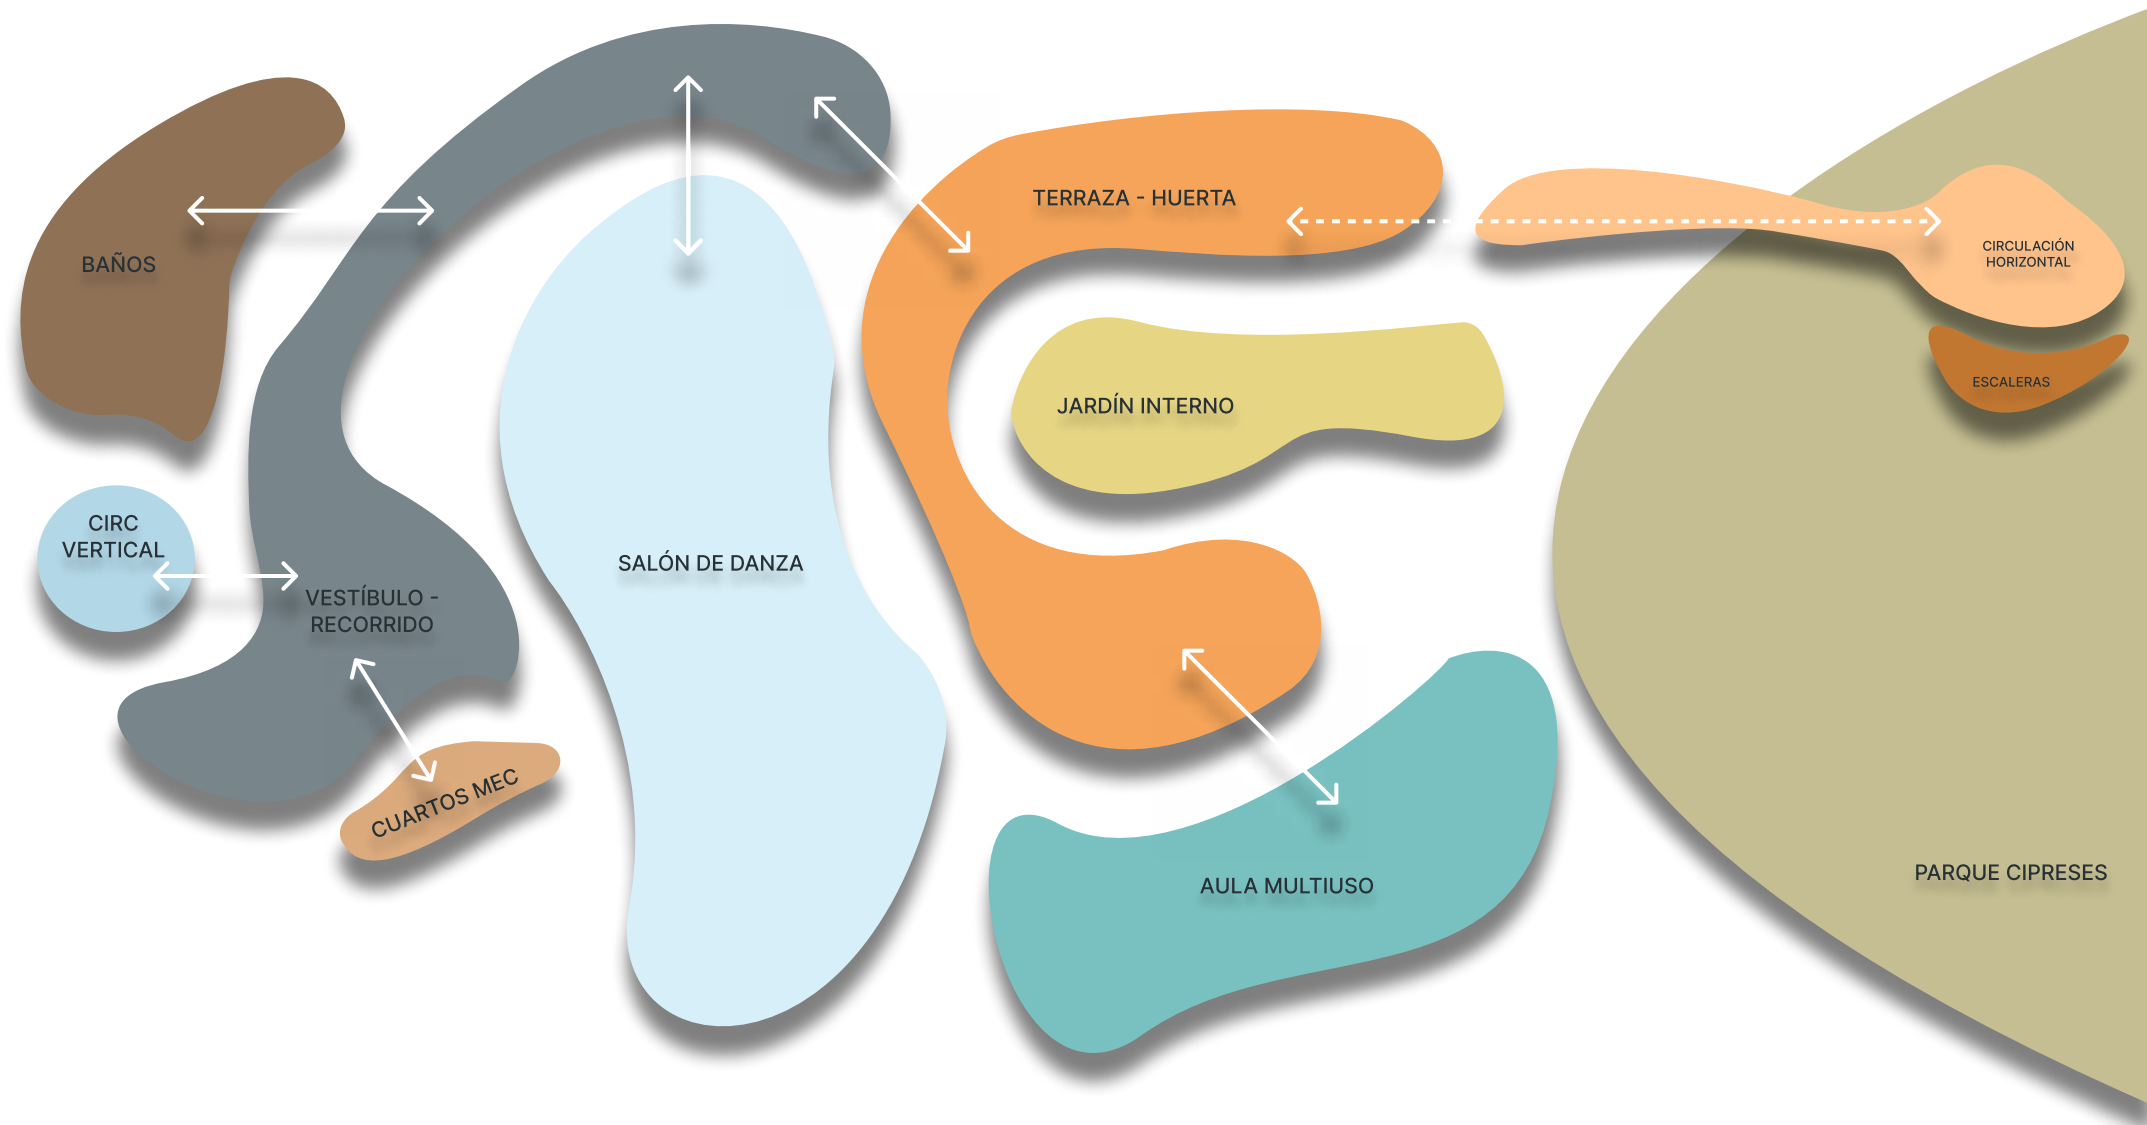 BAÑOS
CIRC
VERTICAL
VESTÍBULO -
RECORRIDO
CUARTOS MEC
SALÓN DE DANZA
TERRAZA - HUERTA
JARDÍN INTERNO
AULA MULTIUSO
CIRCULACIÓN
HORIZONTAL
ESCALERAS
PARQUE CIPRESES